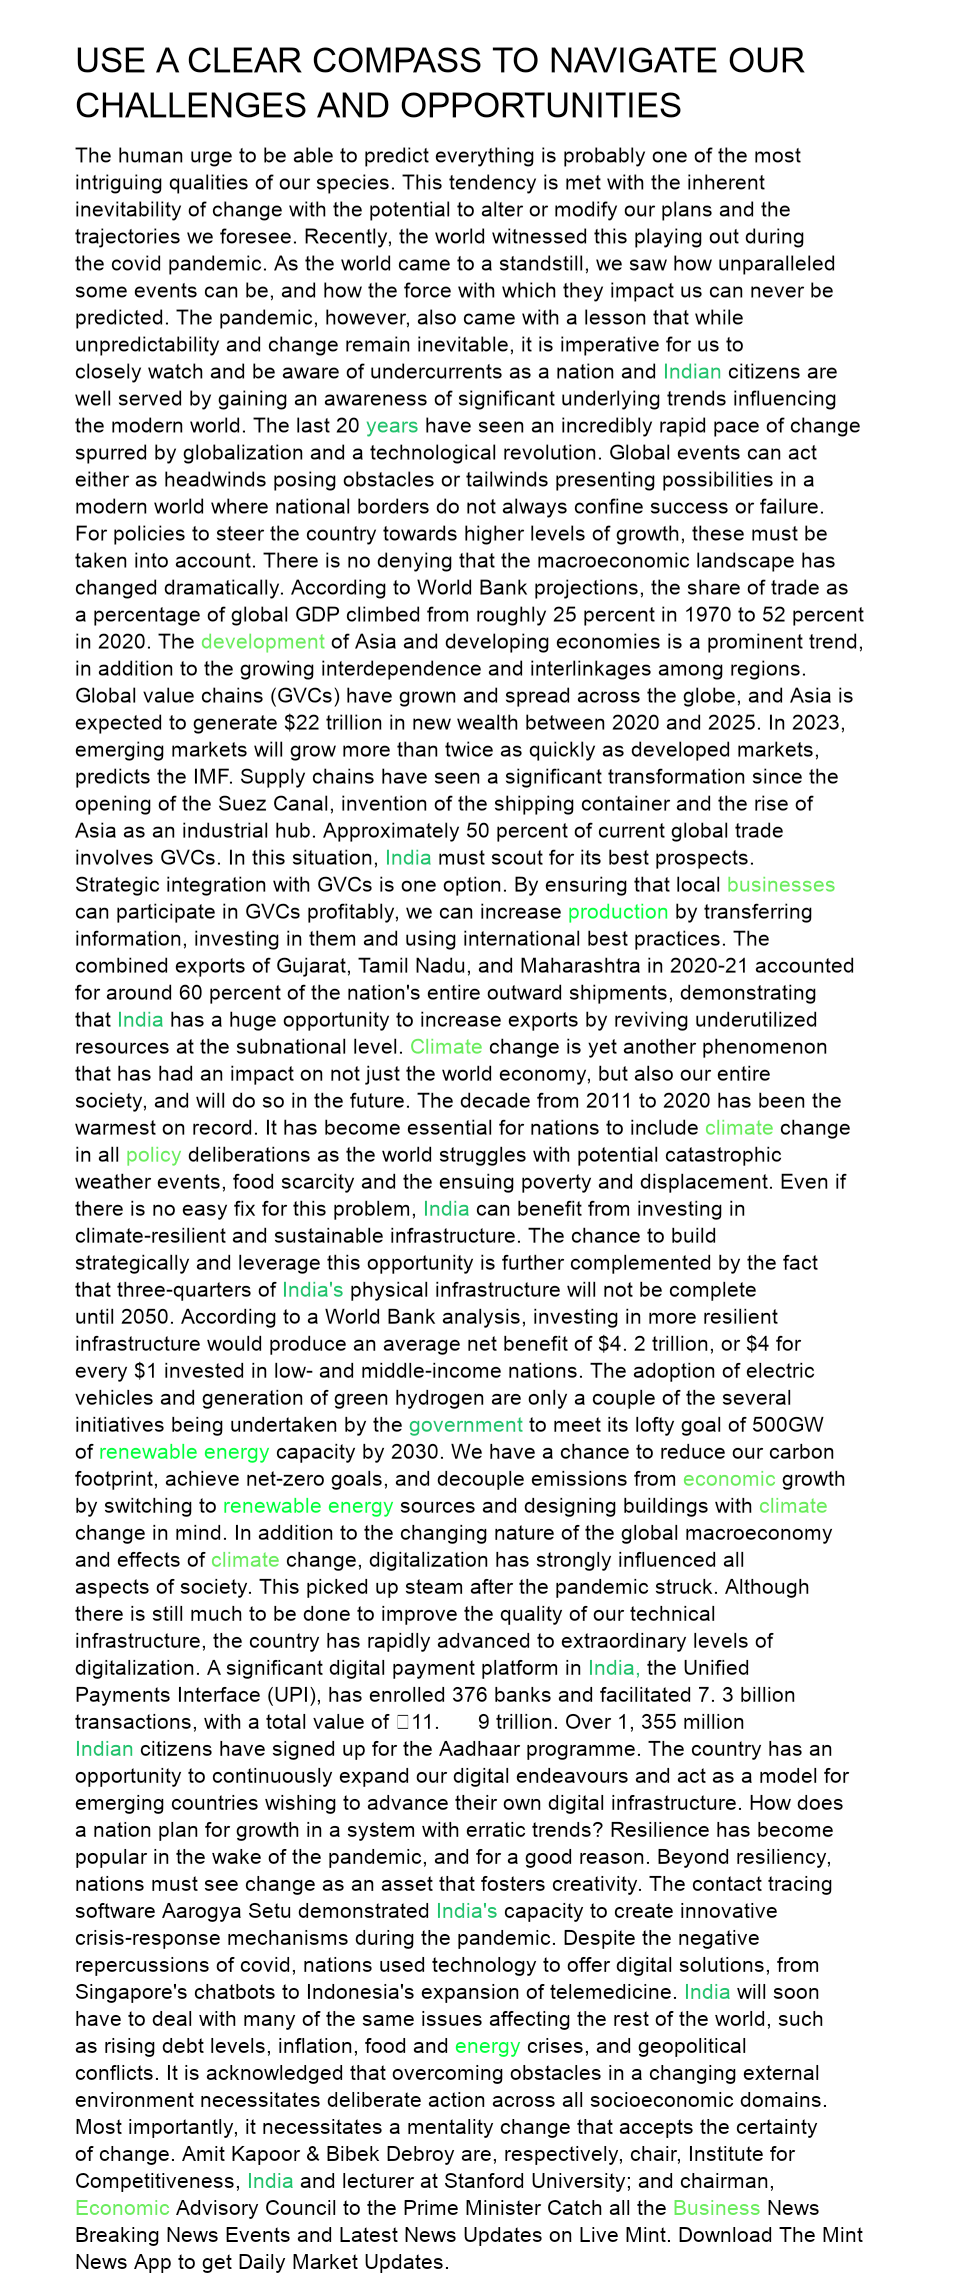 USE A CLEAR COMPASS TO NAVIGATE OUR
CHALLENGES AND OPPORTUNITIES
The human urge to be able to predict everything is probably one of the most
intriguing qualities of our species. This tendency is met with the inherent
inevitability of change with the potential to alter or modify our plans and the
trajectories we foresee. Recently, the world witnessed this playing out during
the covid pandemic. As the world came to a standstill, we saw how unparalleled
some events can be, and how the force with which they impact us can never be
predicted. The pandemic, however, also came with a lesson that while
unpredictability and change remain inevitable, it is imperative for us to
closely watch and be aware of undercurrents as a nation and Indian citizens are
well served by gaining an awareness of significant underlying trends influencing
the modern world. The last 20 years have seen an incredibly rapid pace of change
spurred by globalization and a technological revolution. Global events can act
either as headwinds posing obstacles or tailwinds presenting possibilities in a
modern world where national borders do not always confine success or failure.
For policies to steer the country towards higher levels of growth, these must be
taken into account. There is no denying that the macroeconomic landscape has
changed dramatically. According to World Bank projections, the share of trade as
a percentage of global GDP climbed from roughly 25 percent in 1970 to 52 percent
in 2020. The development of Asia and developing economies is a prominent trend,
in addition to the growing interdependence and interlinkages among regions.
Global value chains (GVCs) have grown and spread across the globe, and Asia is
expected to generate $22 trillion in new wealth between 2020 and 2025. In 2023,
emerging markets will grow more than twice as quickly as developed markets,
predicts the IMF. Supply chains have seen a significant transformation since the
opening of the Suez Canal, invention of the shipping container and the rise of
Asia as an industrial hub. Approximately 50 percent of current global trade
involves GVCs. In this situation, India must scout for its best prospects.
Strategic integration with GVCs is one option. By ensuring that local businesses
can participate in GVCs profitably, we can increase production by transferring
information, investing in them and using international best practices. The
combined exports of Gujarat, Tamil Nadu, and Maharashtra in 2020-21 accounted
for around 60 percent of the nation's entire outward shipments, demonstrating
that India has a huge opportunity to increase exports by reviving underutilized
resources at the subnational level. Climate change is yet another phenomenon
that has had an impact on not just the world economy, but also our entire
society, and will do so in the future. The decade from 2011 to 2020 has been the
warmest on record. It has become essential for nations to include climate change
in all policy deliberations as the world struggles with potential catastrophic
weather events, food scarcity and the ensuing poverty and displacement. Even if
there is no easy fix for this problem, India can benefit from investing in
climate-resilient and sustainable infrastructure. The chance to build
strategically and leverage this opportunity is further complemented by the fact
that three-quarters of India's physical infrastructure will not be complete
until 2050. According to a World Bank analysis, investing in more resilient
infrastructure would produce an average net benefit of $4. 2 trillion, or $4 for
every $1 invested in low- and middle-income nations. The adoption of electric
vehicles and generation of green hydrogen are only a couple of the several
initiatives being undertaken by the government to meet its lofty goal of 500GW
of renewable energy capacity by 2030. We have a chance to reduce our carbon
footprint, achieve net-zero goals, and decouple emissions from economic growth
by switching to renewable energy sources and designing buildings with climate
change in mind. In addition to the changing nature of the global macroeconomy
and effects of climate change, digitalization has strongly influenced all
aspects of society. This picked up steam after the pandemic struck. Although
there is still much to be done to improve the quality of our technical
infrastructure, the country has rapidly advanced to extraordinary levels of
digitalization. A significant digital payment platform in India, the Unified
Payments Interface (UPI), has enrolled 376 banks and facilitated 7. 3 billion
transactions, with a total value of □11. 9 trillion. Over 1, 355 million
Indian citizens have signed up for the Aadhaar programme. The country has an
opportunity to continuously expand our digital endeavours and act as a model for
emerging countries wishing to advance their own digital infrastructure. How does
a nation plan for growth in a system with erratic trends? Resilience has become
popular in the wake of the pandemic, and for a good reason. Beyond resiliency,
nations must see change as an asset that fosters creativity. The contact tracing
software Aarogya Setu demonstrated India's capacity to create innovative
crisis-response mechanisms during the pandemic. Despite the negative
repercussions of covid, nations used technology to offer digital solutions, from
Singapore's chatbots to Indonesia's expansion of telemedicine. India will soon
have to deal with many of the same issues affecting the rest of the world, such
as rising debt levels, inflation, food and energy crises, and geopolitical
conflicts. It is acknowledged that overcoming obstacles in a changing external
environment necessitates deliberate action across all socioeconomic domains.
Most importantly, it necessitates a mentality change that accepts the certainty
of change. Amit Kapoor & Bibek Debroy are, respectively, chair, Institute for
Competitiveness, India and lecturer at Stanford University; and chairman,
Economic Advisory Council to the Prime Minister Catch all the Business News
Breaking News Events and Latest News Updates on Live Mint. Download The Mint
News App to get Daily Market Updates.